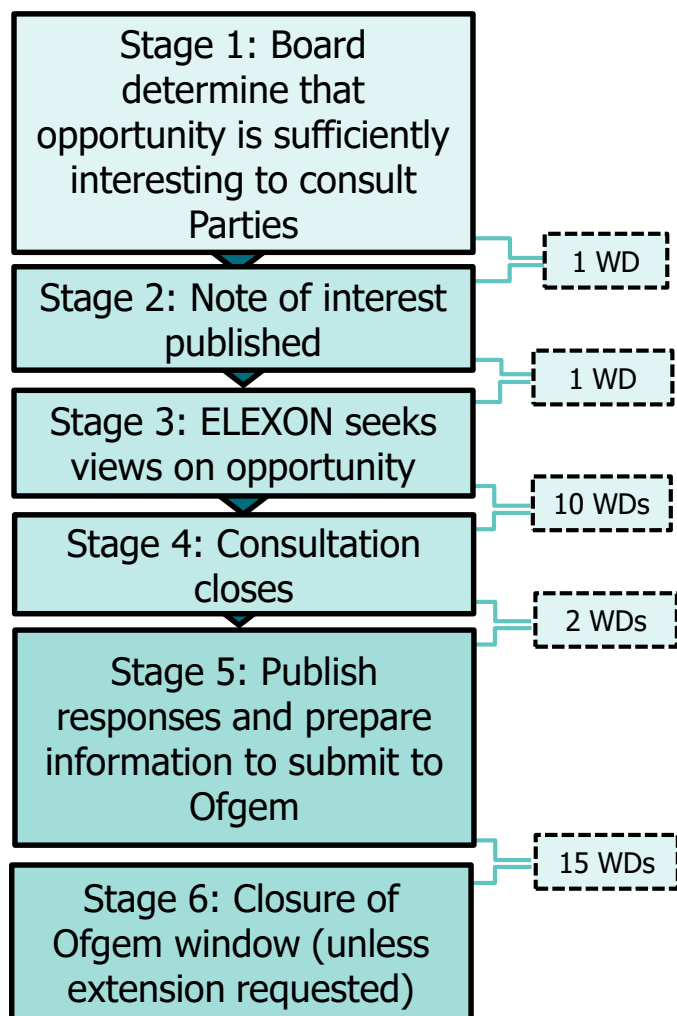 Stage 1: Board
determine that
opportunity is sufficiently
interesting to consult
Parties
1 WD
Stage 2: Note of interest
published
1 WD
Stage 3: ELEXON seeks
views on opportunity
10 WDs
Stage 4: Consultation
closes
2 WDs
Stage 5: Publish
responses and prepare
information to submit to
Ofgem
15 WDs
Stage 6: Closure of
Ofgem window (unless
extension requested)